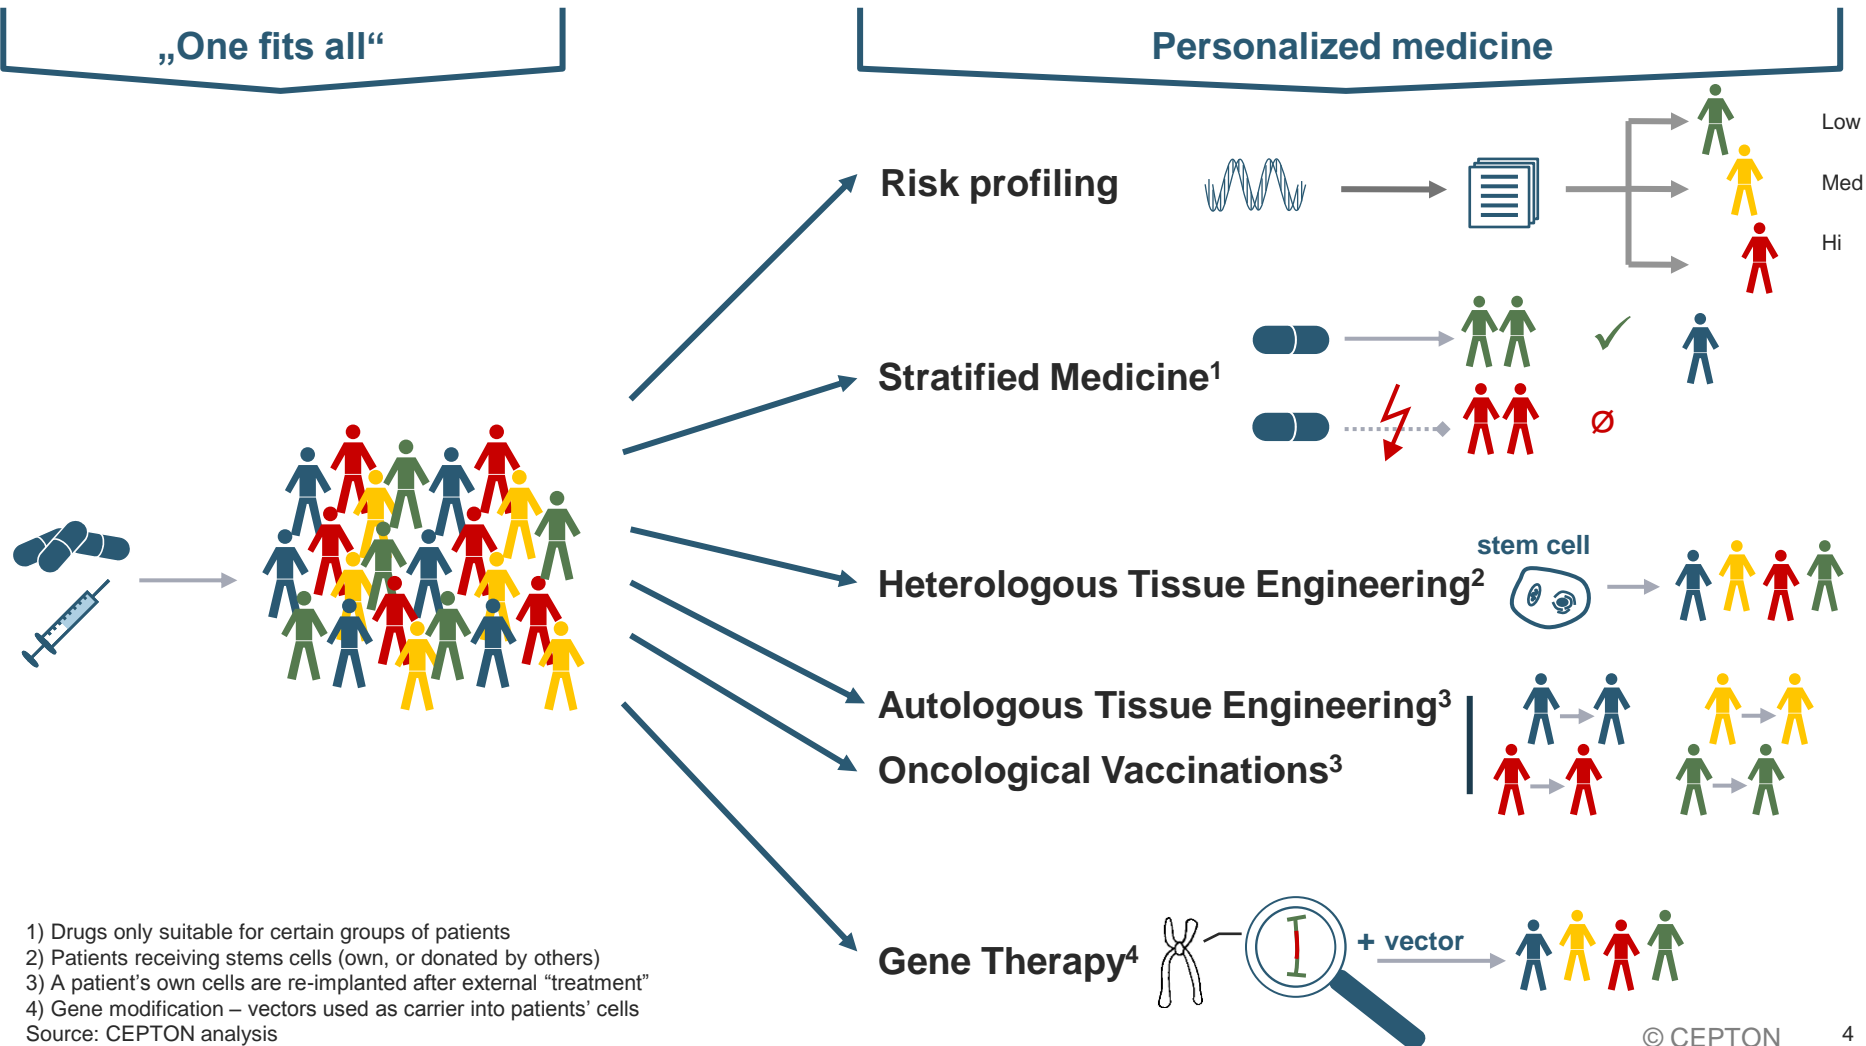 „One fits all“
Personalized medicine
Risk profiling
Low
Med
Hi
Stratified Medicine1
Ø
Heterologous Tissue Engineering2
stem cell
Autologous Tissue Engineering3
Oncological Vaccinations3
Gene Therapy4
+ vector
1) Drugs only suitable for certain groups of patients
2) Patients receiving stems cells (own, or donated by others)
3) A patient’s own cells are re-implanted after external “treatment”
4) Gene modification – vectors used as carrier into patients’ cells
Source: CEPTON analysis
© CEPTON
4